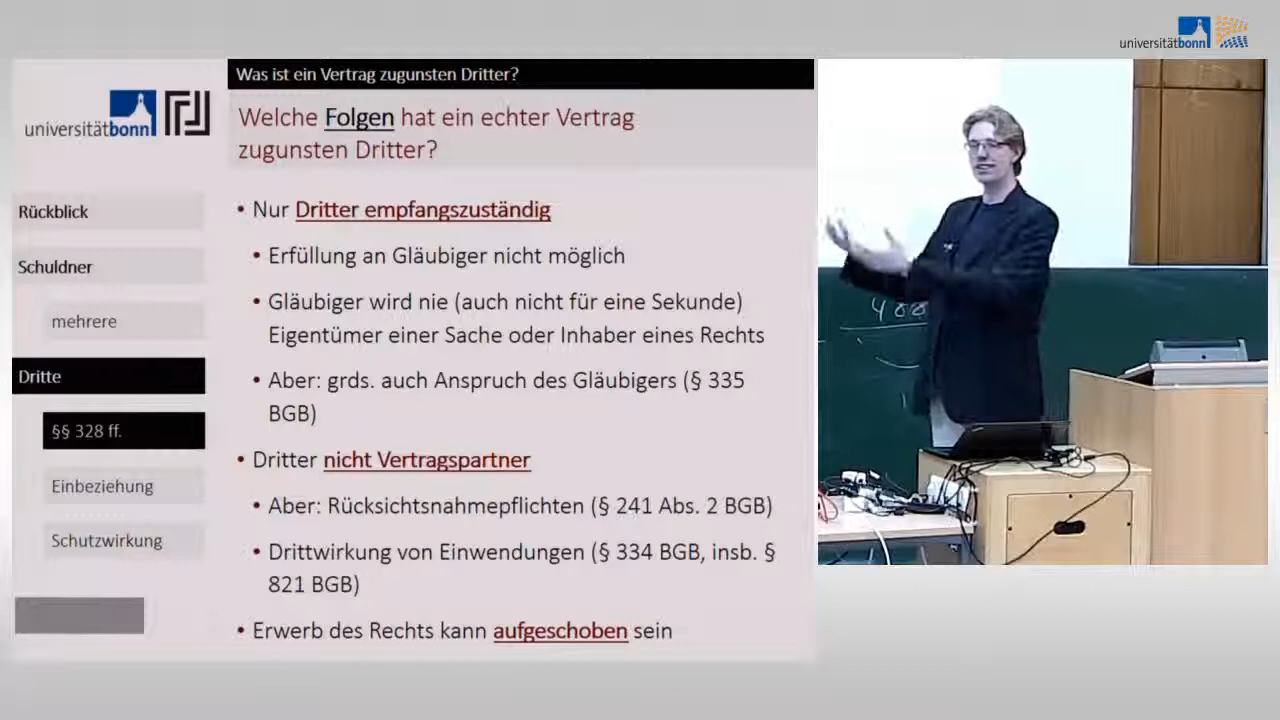 universitätbonn
Was ist ein Vertrag zugunsten Dritter?
universitätbonn
Welche Folgen hat ein echter Vertrag
zugunsten Dritter?
Rückblick
Schuldner
mehrere
Dritte
§§ 328 ff.
Einbeziehung
Schutzwirkung
• Nur Dritter empfangszuständig
• Erfüllung an Gläubiger nicht möglich
• Gläubiger wird nie (auch nicht für eine Sekunde)
Eigentümer einer Sache oder Inhaber eines Rechts
• Aber: grds. auch Anspruch des Gläubigers (§ 335
BGB)
• Dritter nicht Vertragspartner
• Aber: Rücksichtsnahmepflichten (§ 241 Abs. 2 BGB)
• Drittwirkung von Einwendungen (§ 334 BGB, insb. §
821 BGB)
• Erwerb des Rechts kann aufgeschoben sein